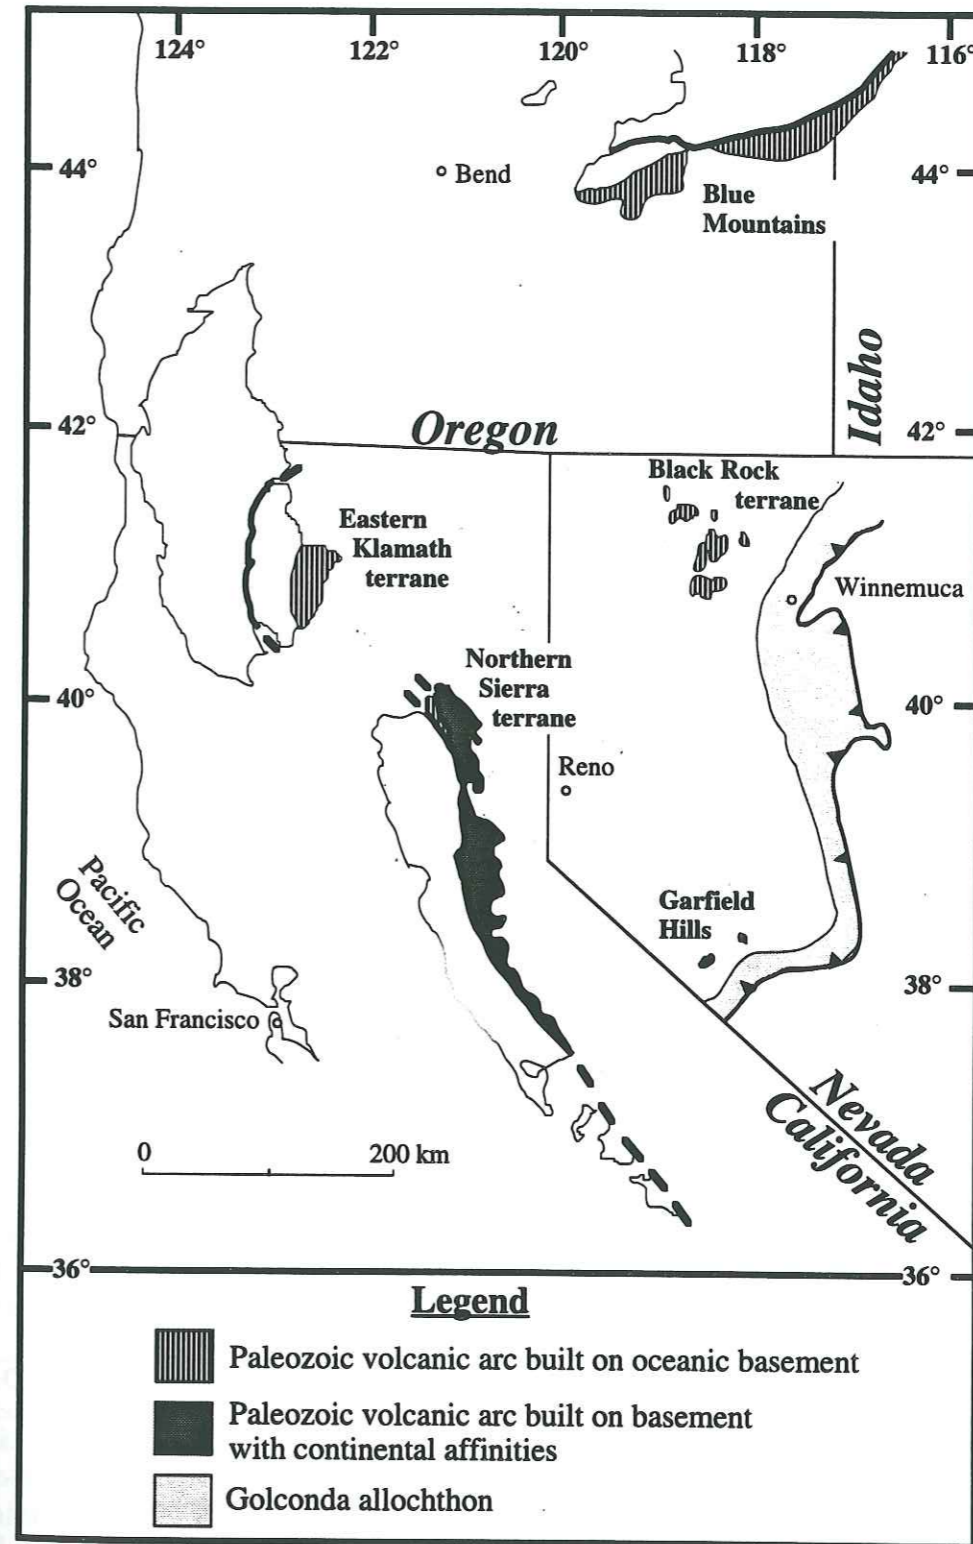 124°
122°
120°
118°
116°
44°
Bend
44°
Blue
Mountains
Idaho
42°
Oregon
42°
Black Rock
terrane
Eastern
Klamath
terrane
Winnemuca
Northern
Sierra
terrane
40°
40°
Reno
Pacific
Ocean
Garfield
Hills
38°
38°
San Francisco
Nevada
California
0
200 km
36°
36°
Legend
Paleozoic volcanic arc built on oceanic basement
Paleozoic volcanic arc built on basement
with continental affinities
Golconda allochthon